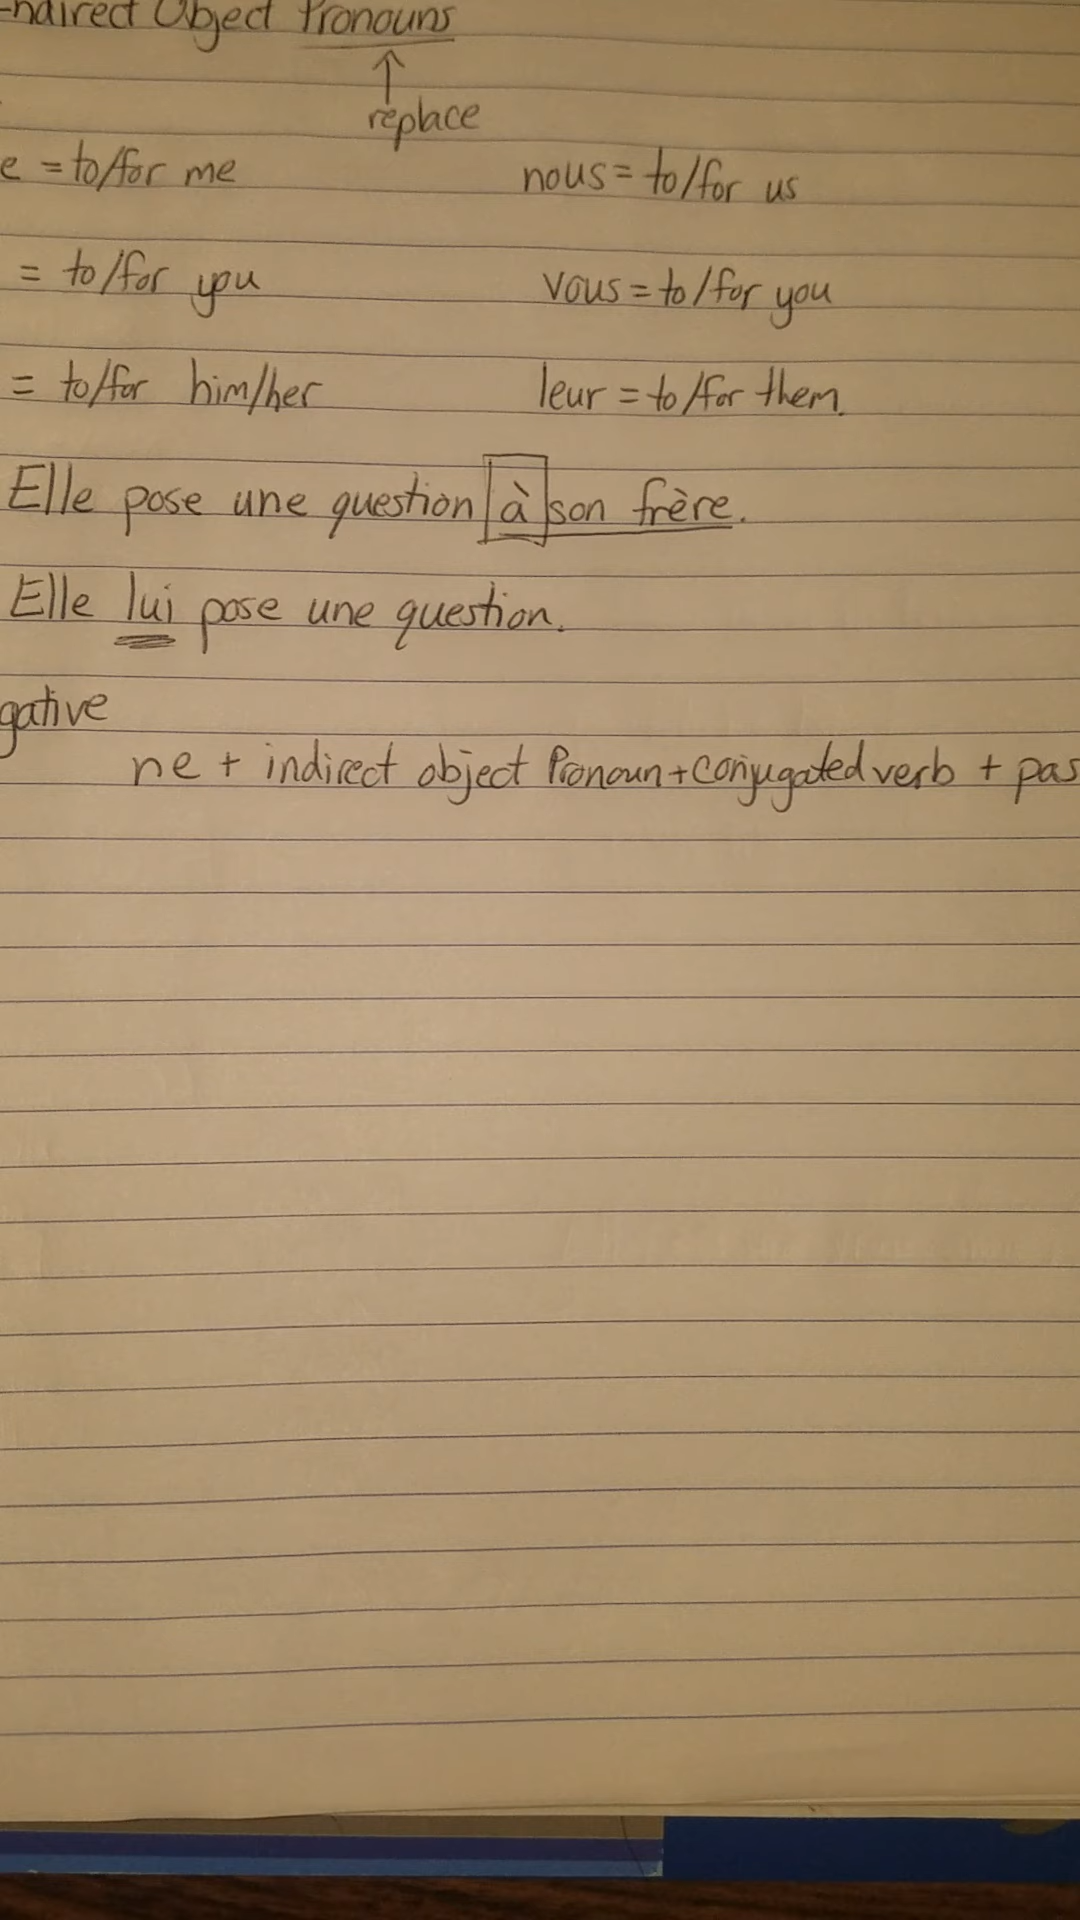 Indirect Object Pronouns
replace
e = to/for me nous = to/for us
= to/for you vous = to/for you
= to/for him/her leur = to/for them.
Elle pose une question à son frère.
Elle lui pose une question.
gative
ne + indirect object Pronoun + conjugated verb + pas